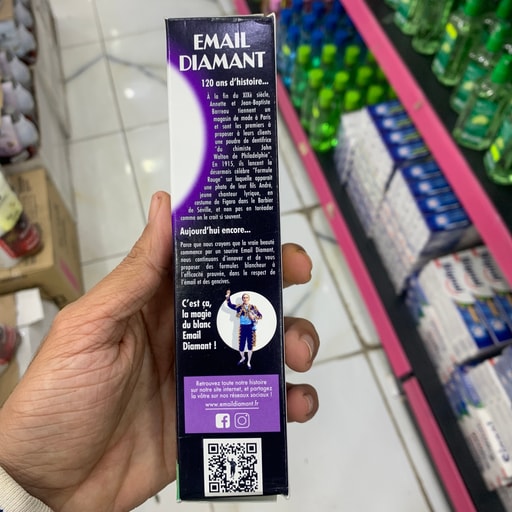 EMAIL
DIAMANT
120 ans d'histoire...
À la fin du XIXè siècle,
Annette et Jean-Baptiste
Barreau tiennent un
magasin de mode à Paris
et sont les premiers à
proposer à leurs clients
une poudre de dentifrice
"du chimiste John
Walton de Philadelphie".
En 1915, ils lancent la
désormais célèbre "Formule
Rouge" sur laquelle apparaît
une photo de leur fils André,
jeune chanteur lyrique, en
costume de Figaro dans le Barbier
de Séville, et non pas en toréador
comme on le croit si souvent.
Aujourd'hui encore...
Parce que nous croyons que la vraie beauté
commence par un sourire Email Diamant,
nous continuons d'innover et de vous
proposer des formules blancheur à
l'efficacité prouvée, dans le respect de
l'émail et des gencives.
C'est ça,
la magie
du blanc
Email
Diamant !
Retrouvez toute notre histoire
sur notre site internet, et partagez
la vôtre sur nos réseaux sociaux !
www.emaildiamant.fr